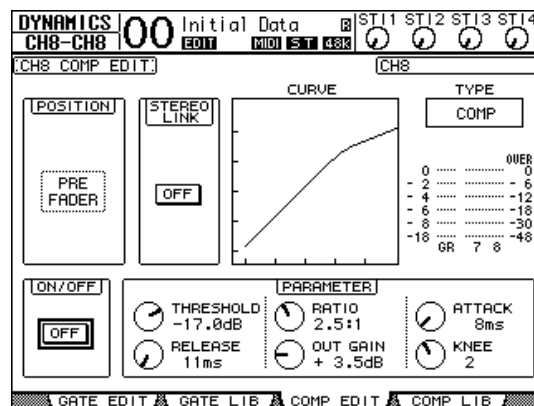 DYNAMICS
CH8-CH8
00
Initial Data
EDIT
MIDI ST 48K
ST1 ST2 ST3 ST4
CH8 COMP EDIT
CH8
POSITION
PRE
FADER
STEREO
LINK
OFF
CURVE
TYPE
COMP
OVER
0 0
- 2 - 6
- 4 -12
- 6 -18
- 8 -30
-18 -48
GR 7 8
ON/OFF
OFF
PARAMETER
THRESHOLD
-17.0dB
RATIO
2.5:1
ATTACK
8ms
RELEASE
11ms
OUT GAIN
+ 3.5dB
KNEE
2
GATE EDIT
GATE LIB
COMP EDIT
COMP LIB